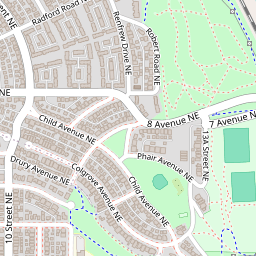 Radford Road NE
Renfrew Drive NE
Robert Road NE
8 Avenue NE
7 Avenue N
Child Avenue NE
13A Street NE
Phair Avenue NE
Drury Avenue NE
Colgrove Avenue NE
Child Avenue NE
10 Street NE